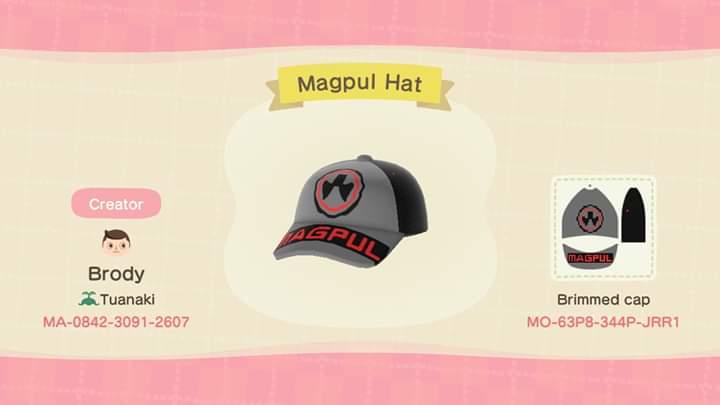 Magpul Hat
MAGPUL
Creator
Brody
Tuanaki
MA-0842-3091-2607
MAGPUL
Brimmed cap
MO-63P8-344P-JRR1